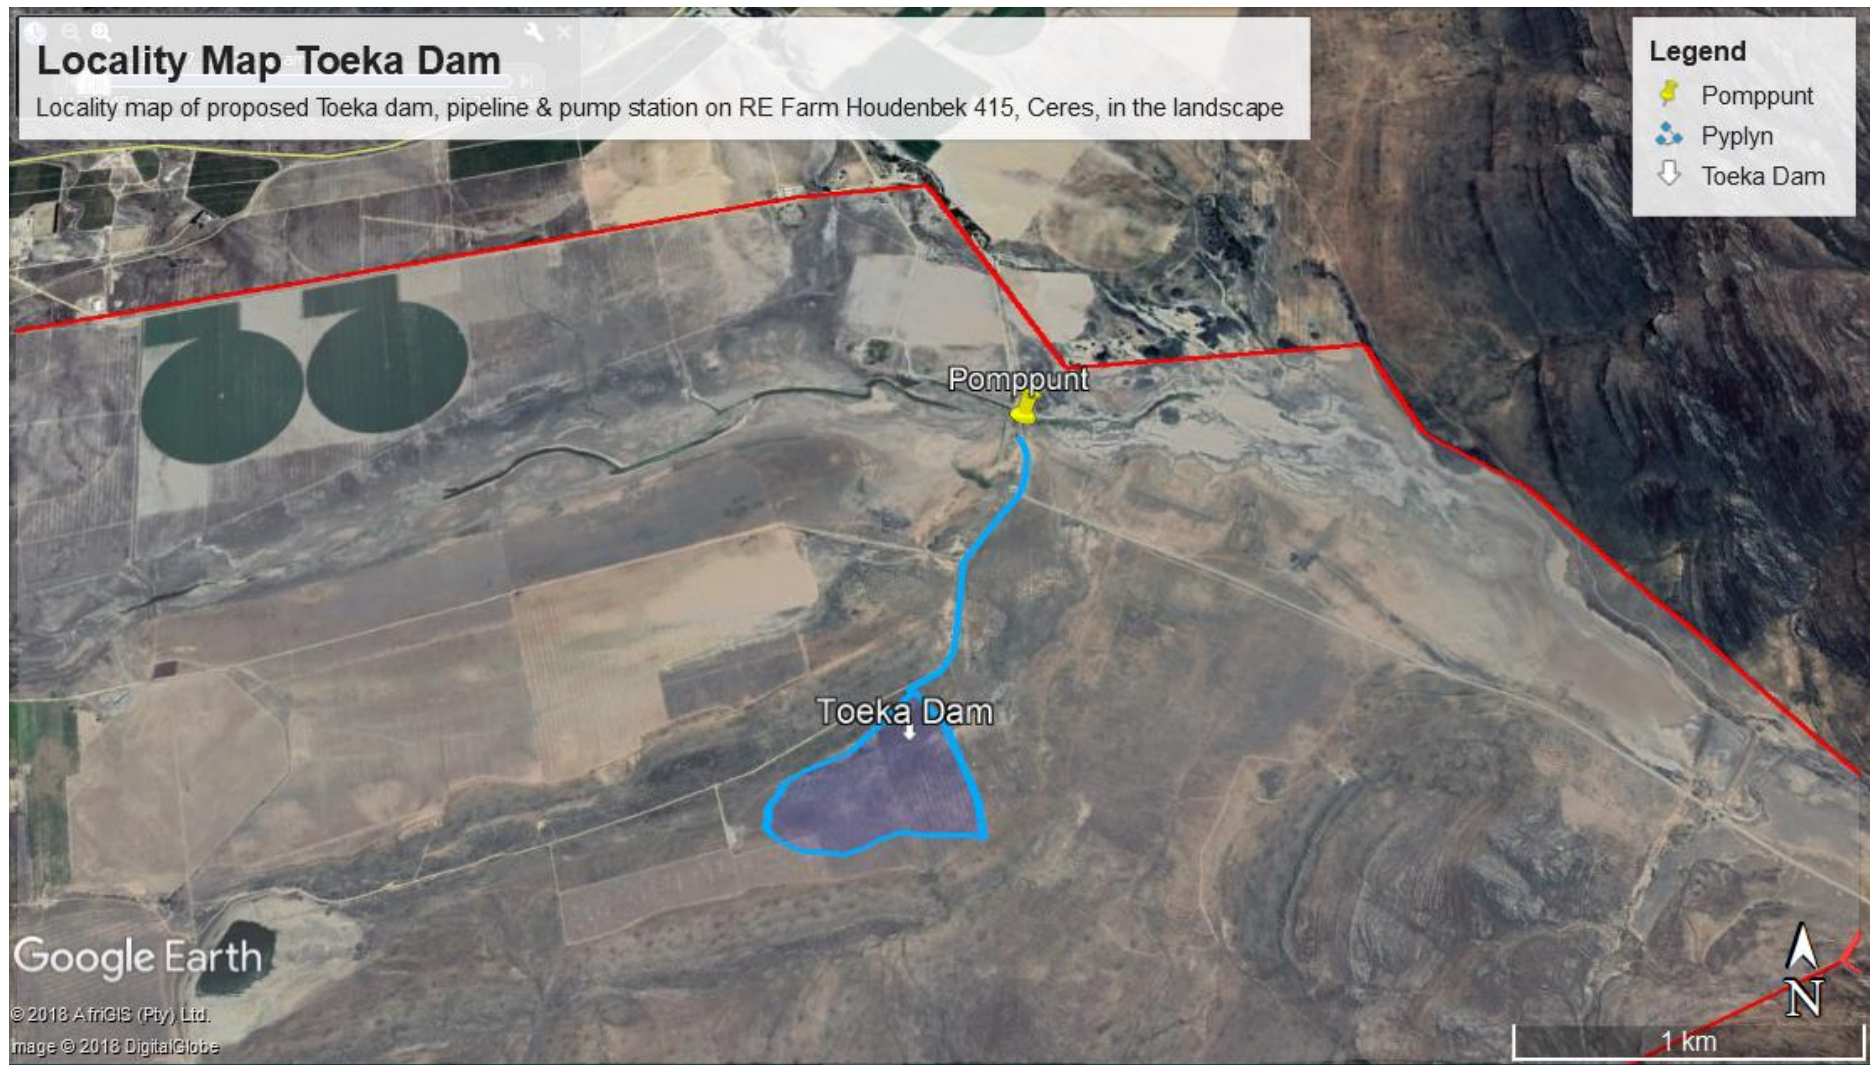 Locality Map Toeka Dam
Locality map of proposed Toeka dam, pipeline & pump station on RE Farm Houdenbek 415, Ceres, in the landscape
Legend
Pomppunt
Pyplyn
Toeka Dam
Pomppunt
Toeka Dam
Google Earth
© 2018 AfriGIS (Pty) Ltd.
mage © 2018 DigitalGlobe
N
1 km